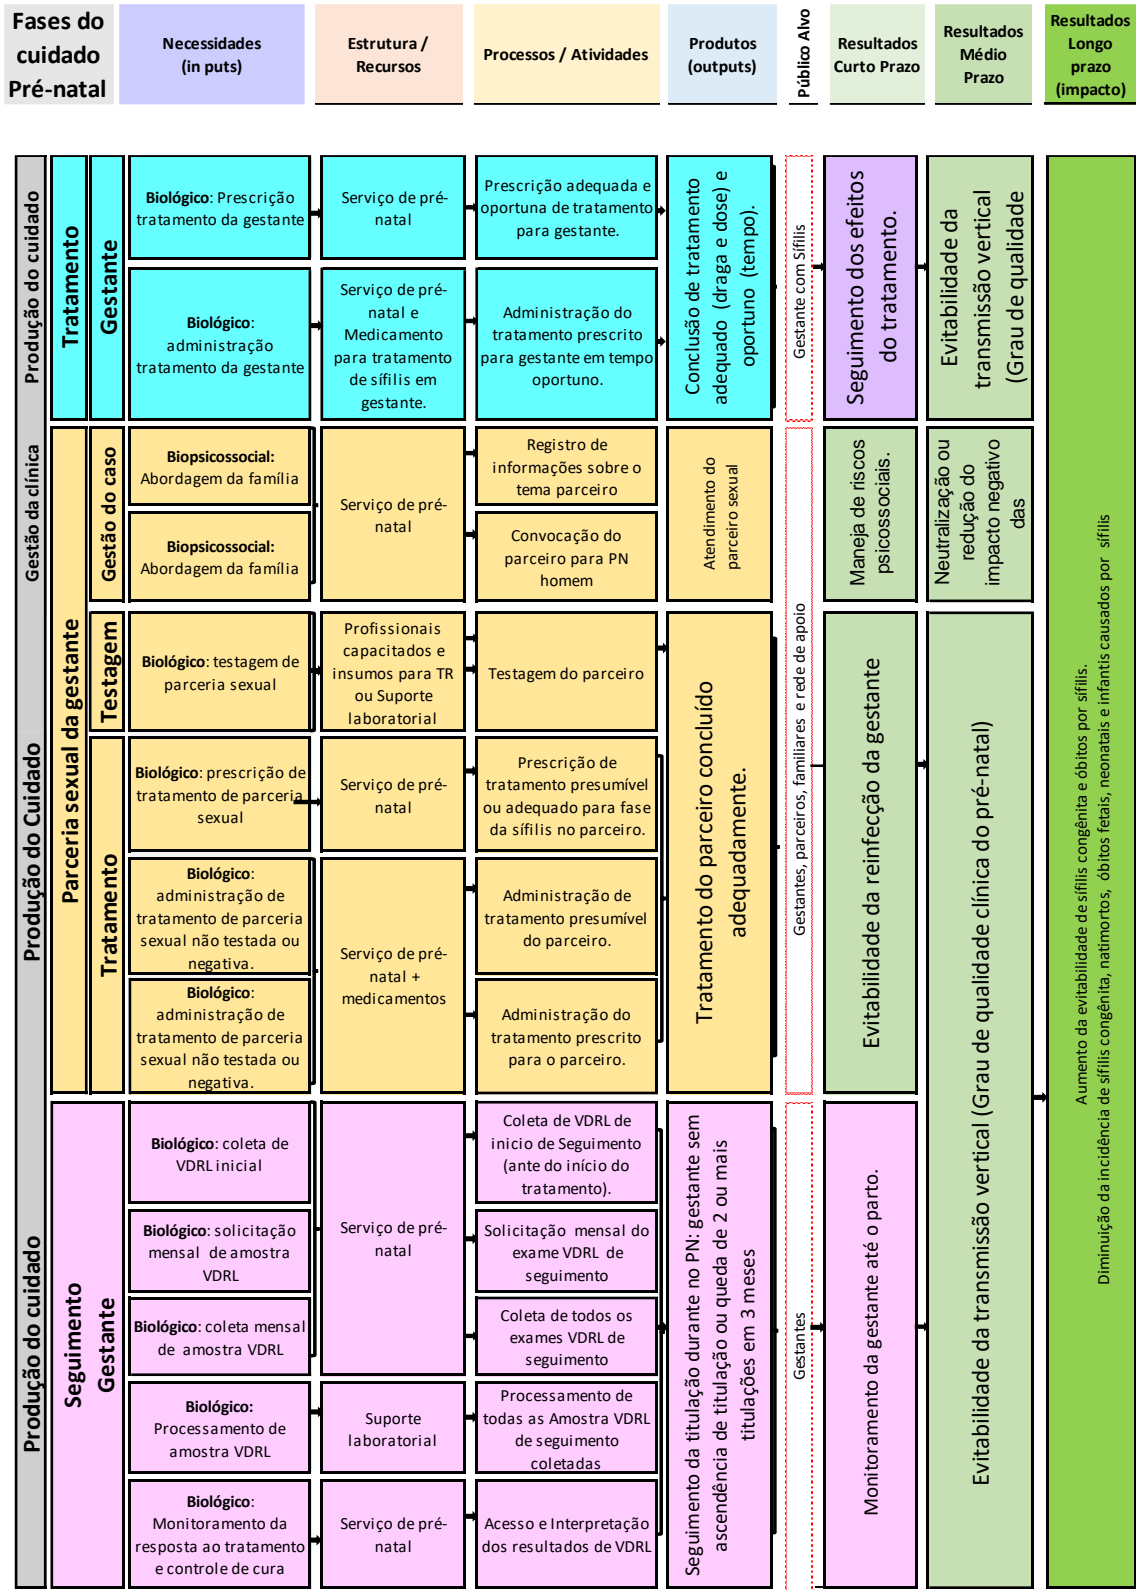 Fases do
cuidado
Pré-natal
Necessidades
(in puts)
Estrutura /
Recursos
Processos / Atividades
Produtos
(outputs)
Público Alvo
Resultados
Curto Prazo
Resultados
Médio
Prazo
Resultados
Longo
prazo
(impacto)
Produção do cuidado
Tratamento
Gestante
Biológico: Prescrição
tratamento da gestante
Serviço de pré-
natal
Prescrição adequada e
oportuna de tratamento
para gestante.
Biológico:
administração
tratamento da gestante
Serviço de pré-
natal e
Medicamento
para tratamento
de sífilis em
gestante.
Administração do
tratamento prescrito
para gestante em tempo
oportuno.
Conclusão de tratamento
adequado (draga e dose) e
oportuno (tempo).
Gestante com Sífilis
Seguimento dos efeitos
do tratamento.
Evitabilidade da
transmissão vertical
(Grau de qualidade
Gestão da clínica
Parceria sexual da gestante
Gestão do caso
Biopsicossocial:
Abordagem da família
Biopsicossocial:
Abordagem da família
Serviço de pré-
natal
Registro de
informações sobre o
tema parceiro
Convocação do
parceiro para PN
homem
Atendimento do
parceiro sexual
Maneja de riscos
psicossociais.
Neutralização ou
redução do
impacto negativo
das
Produção do Cuidado
Testagem
Biológico: testagem de
parceria sexual
Profissionais
capacitados e
insumos para TR
ou Suporte
laboratorial
Testagem do parceiro
Tratamento
Biológico: prescrição de
tratamento de parceria
sexual
Serviço de pré-
natal
Prescrição de
tratamento presumível
ou adequado para fase
da sífilis no parceiro.
Biológico:
administração de
tratamento de parceria
sexual não testada ou
negativa.
Biológico:
administração de
tratamento de parceria
sexual não testada ou
negativa.
Serviço de pré-
natal +
medicamentos
Administração de
tratamento presumível
do parceiro.
Administração do
tratamento prescrito
para o parceiro.
Tratamento do parceiro concluído
adequadamente.
Gestantes, parceiros, familiares e rede de apoio
Evitabilidade da reinfecção da gestante
Evitabilidade da transmissão vertical (Grau de qualidade clínica do pré-natal)
Aumento da evitabilidade de sífilis congênita e óbitos por sífilis.
Diminuição da incidência de sífilis congênita, natimortos, óbitos fetais, neonatais e infantis causados por sífilis
Produção do cuidado
Seguimento
Gestante
Biológico: coleta de
VDRL inicial
Biológico: solicitação
mensal de amostra
VDRL
Biológico: coleta mensal
de amostra VDRL
Serviço de pré-
natal
Coleta de VDRL de
inicio de Seguimento
(ante do início do
tratamento).
Solicitação mensal do
exame VDRL de
seguimento
Coleta de todos os
exames VDRL de
seguimento
Biológico:
Processamento de
amostra VDRL
Suporte
laboratorial
Processamento de
todas as Amostra VDRL
de seguimento
coletadas
Biológico:
Monitoramento da
resposta ao tratamento
e controle de cura
Serviço de pré-
natal
Acesso e Interpretação
dos resultados de VDRL
Seguimento da titulação durante no PN: gestante sem
ascendência de titulação ou queda de 2 ou mais
titulações em 3 meses
Gestantes
Monitoramento da gestante até o parto.